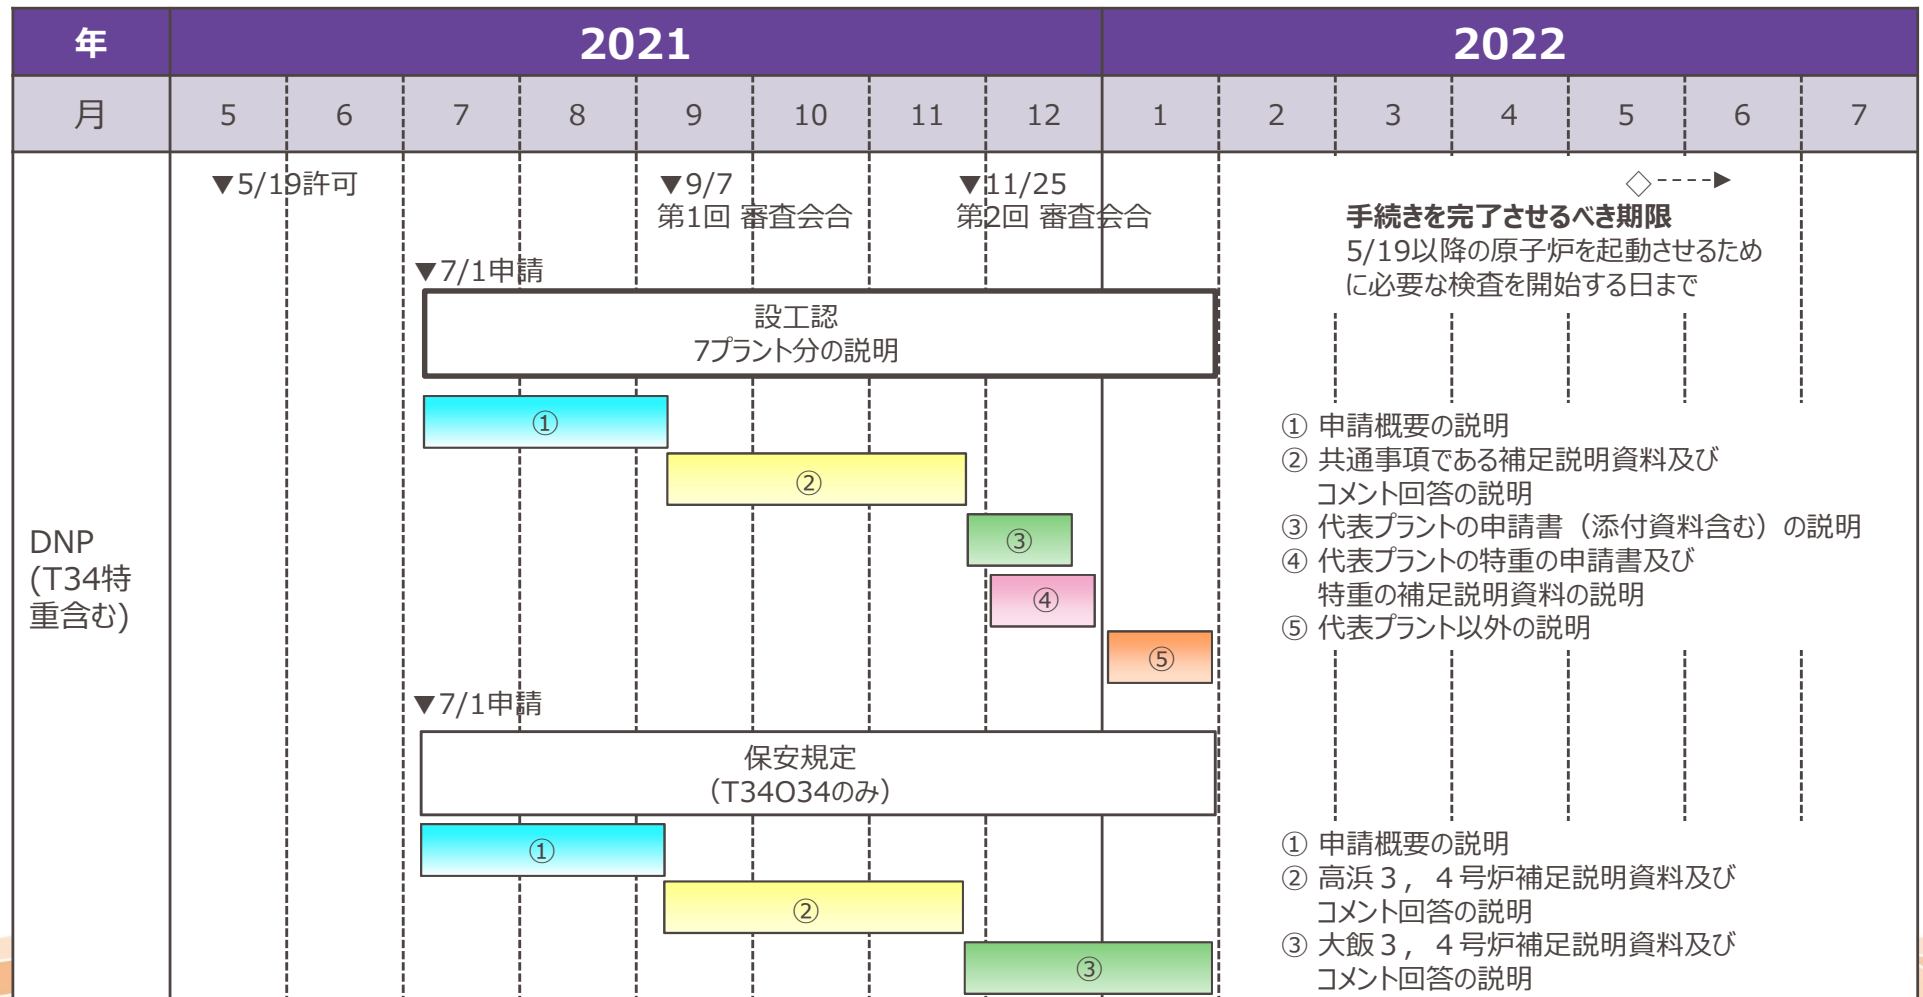 年 2021 2022
月 5 6 7 8 9 10 11 12 1 2 3 4 5 6 7
DNP
(T34特
重含む)
▼5/19許可
▼9/7
第1回 審査会合
▼11/25
第2回 審査会合
手続きを完了させるべき期限
5/19以降の原子炉を起動させるため
に必要な検査を開始する日まで
▼7/1申請
設工認
7プラント分の説明
①
②
③
④
⑤
① 申請概要の説明
② 共通事項である補足説明資料及び
コメント回答の説明
③ 代表プラントの申請書（添付資料含む）の説明
④ 代表プラントの特重の申請書及び
特重の補足説明資料の説明
⑤ 代表プラント以外の説明
▼7/1申請
保安規定
（T34O34のみ）
①
②
③
① 申請概要の説明
② 高浜３，４号炉補足説明資料及び
コメント回答の説明
③ 大飯３，４号炉補足説明資料及び
コメント回答の説明